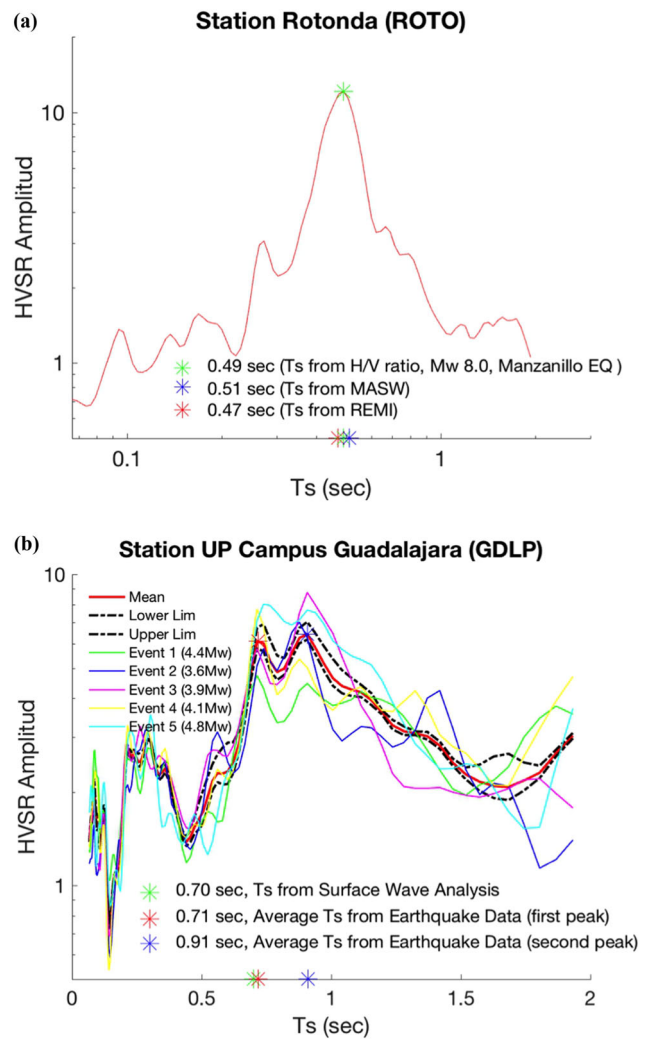 (a)
Station Rotonda (ROTO)
HVSR Amplitud
10
1
0.49 sec (Ts from H/V ratio, Mw 8.0, Manzanillo EQ )
0.51 sec (Ts from MASW)
0.47 sec (Ts from REMI)
0.1
1
Ts (sec)
(b)
Station UP Campus Guadalajara (GDLP)
HVSR Amplitud
10
Mean
Lower Lim
Upper Lim
Event 1 (4.4Mw)
Event 2 (3.6Mw)
Event 3 (3.9Mw)
Event 4 (4.1Mw)
Event 5 (4.8Mw)
1
0.70 sec, Ts from Surface Wave Analysis
0.71 sec, Average Ts from Earthquake Data (first peak)
0.91 sec, Average Ts from Earthquake Data (second peak)
0
0.5
1
1.5
2
Ts (sec)